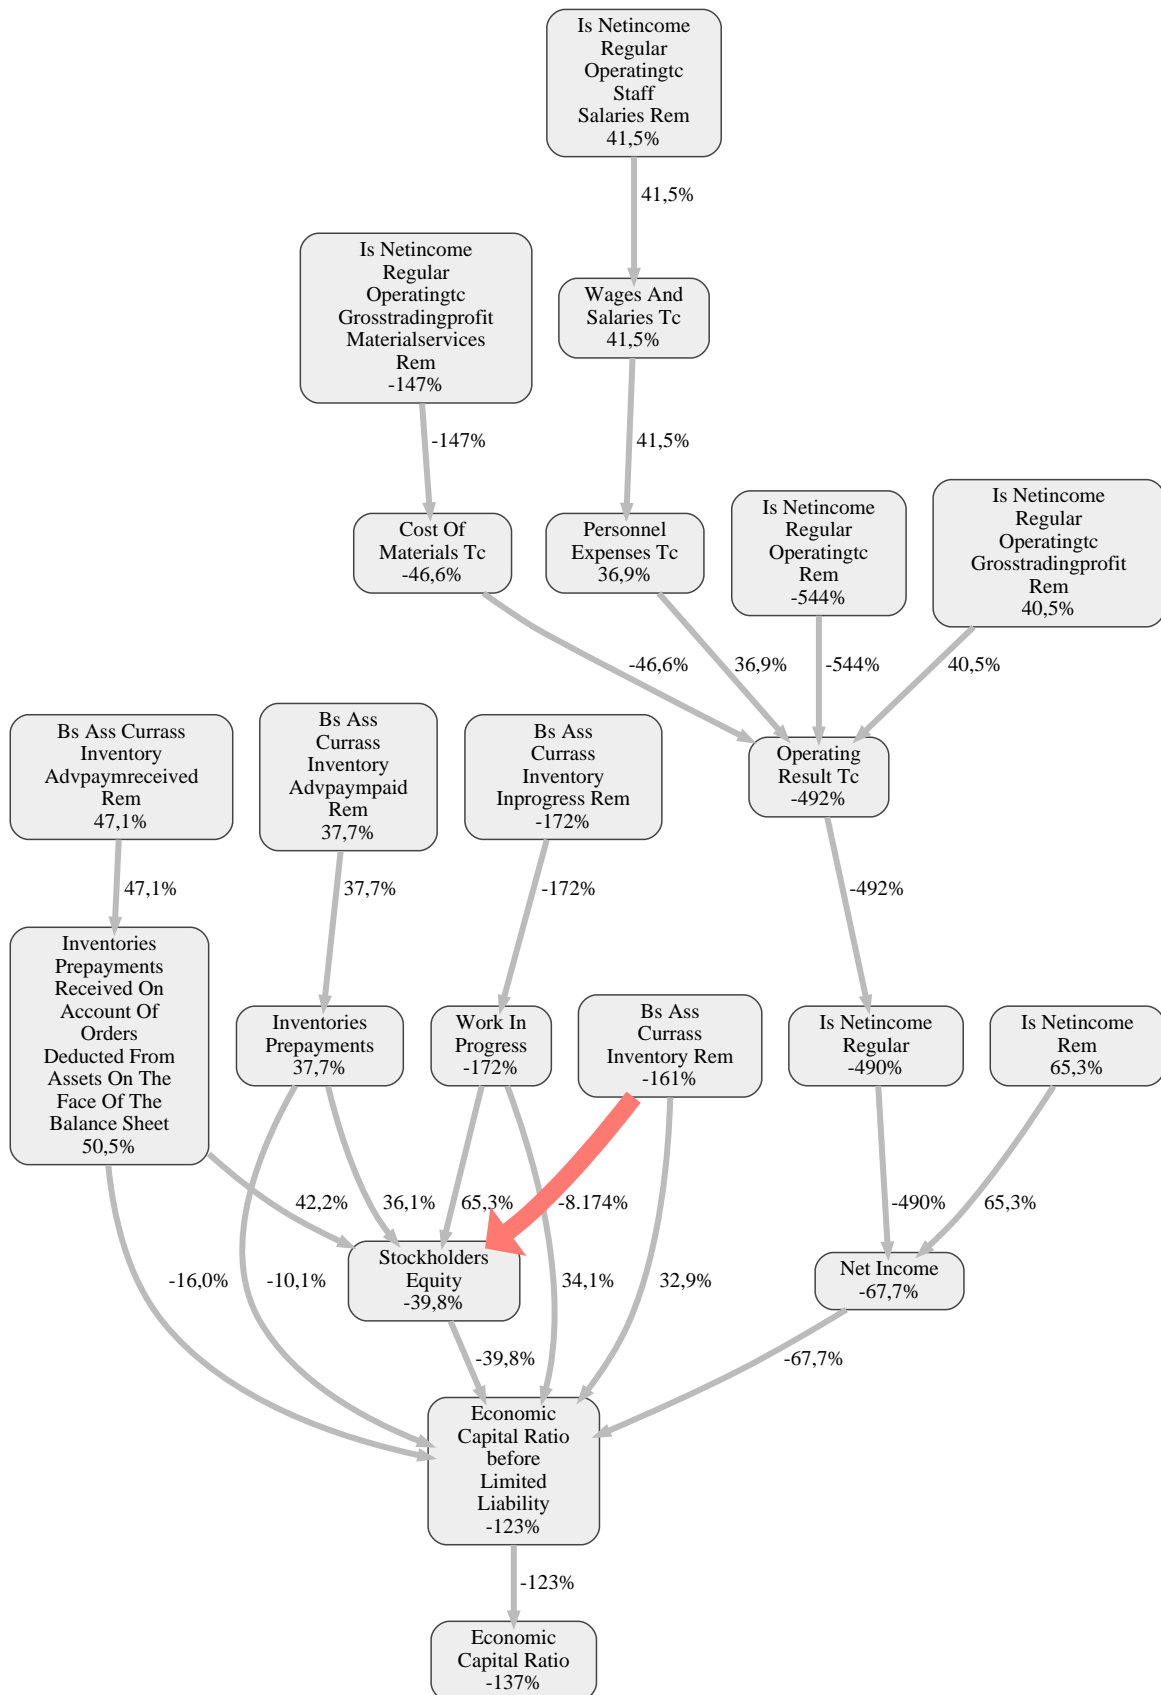 Is Netincome
Regular
Operatingtc
Staff
Salaries Rem
41,5%
41,5%
Is Netincome
Regular
Operatingtc
Grosstradingprofit
Materialservices
Rem
-147%
Wages And
Salaries Tc
41,5%
-147%
41,5%
Cost Of
Materials Tc
-46,6%
Personnel
Expenses Tc
36,9%
Is Netincome
Regular
Operatingtc
Rem
-544%
Is Netincome
Regular
Operatingtc
Grosstradingprofit
Rem
40,5%
-46,6%
36,9%
-544%
40,5%
Bs Ass Currass
Inventory
Advpaymreceived
Rem
47,1%
Bs Ass
Currass
Inventory
Advpaympaid
Rem
37,7%
Bs Ass
Currass
Inventory
Inprogress Rem
-172%
Operating
Result Tc
-492%
47,1%
37,7%
-172%
-492%
Inventories
Prepayments
Received On
Account Of
Orders
Deducted From
Assets On The
Face Of The
Balance Sheet
50,5%
Inventories
Prepayments
37,7%
Work In
Progress
-172%
Bs Ass
Currass
Inventory Rem
-161%
Is Netincome
Regular
-490%
Is Netincome
Rem
65,3%
42,2%
36,1%
65,3%
-8.174%
-490%
65,3%
Stockholders
Equity
-39,8%
Net Income
-67,7%
-16,0%
-10,1%
34,1%
32,9%
-39,8%
-67,7%
Economic
Capital Ratio
before
Limited
Liability
-123%
-123%
Economic
Capital Ratio
-137%